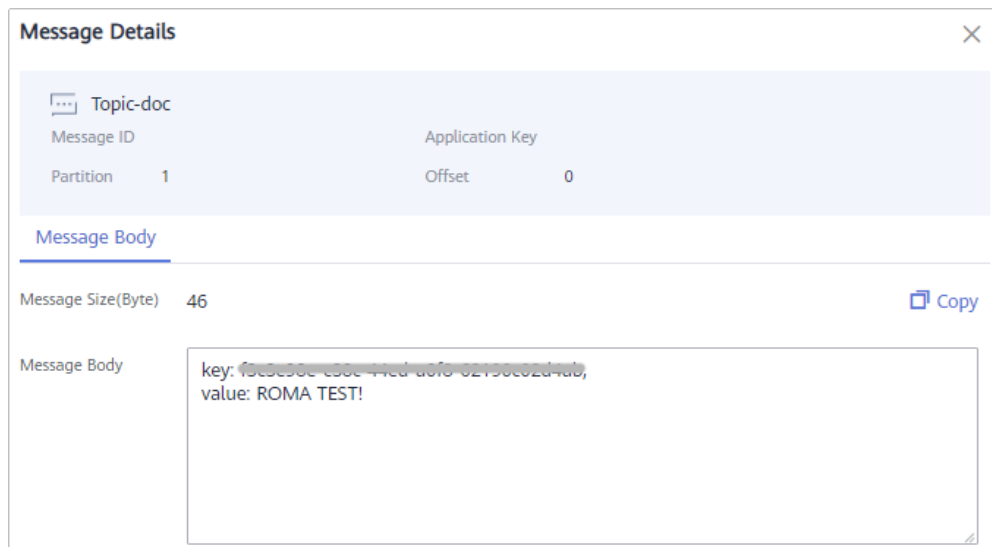 Message Details
Topic-doc
Message ID Application Key
Partition 1 Offset 0
Message Body
Message Size(Byte) 46 Copy
Message Body key:
value: ROMA TEST!